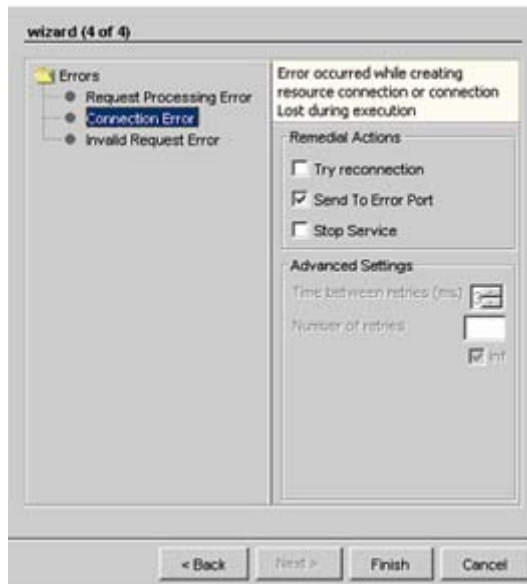 wizard (4 of 4)
Errors
Request Processing Error
Connection Error
Invalid Request Error
Error occurred while creating
resource connection or connection
Lost during execution
Remedial Actions
Try reconnection
Send To Error Port
Stop Service
Advanced Settings
Time between retries (ms)
Number of retries
inf
< Back
Next >
Finish
Cancel